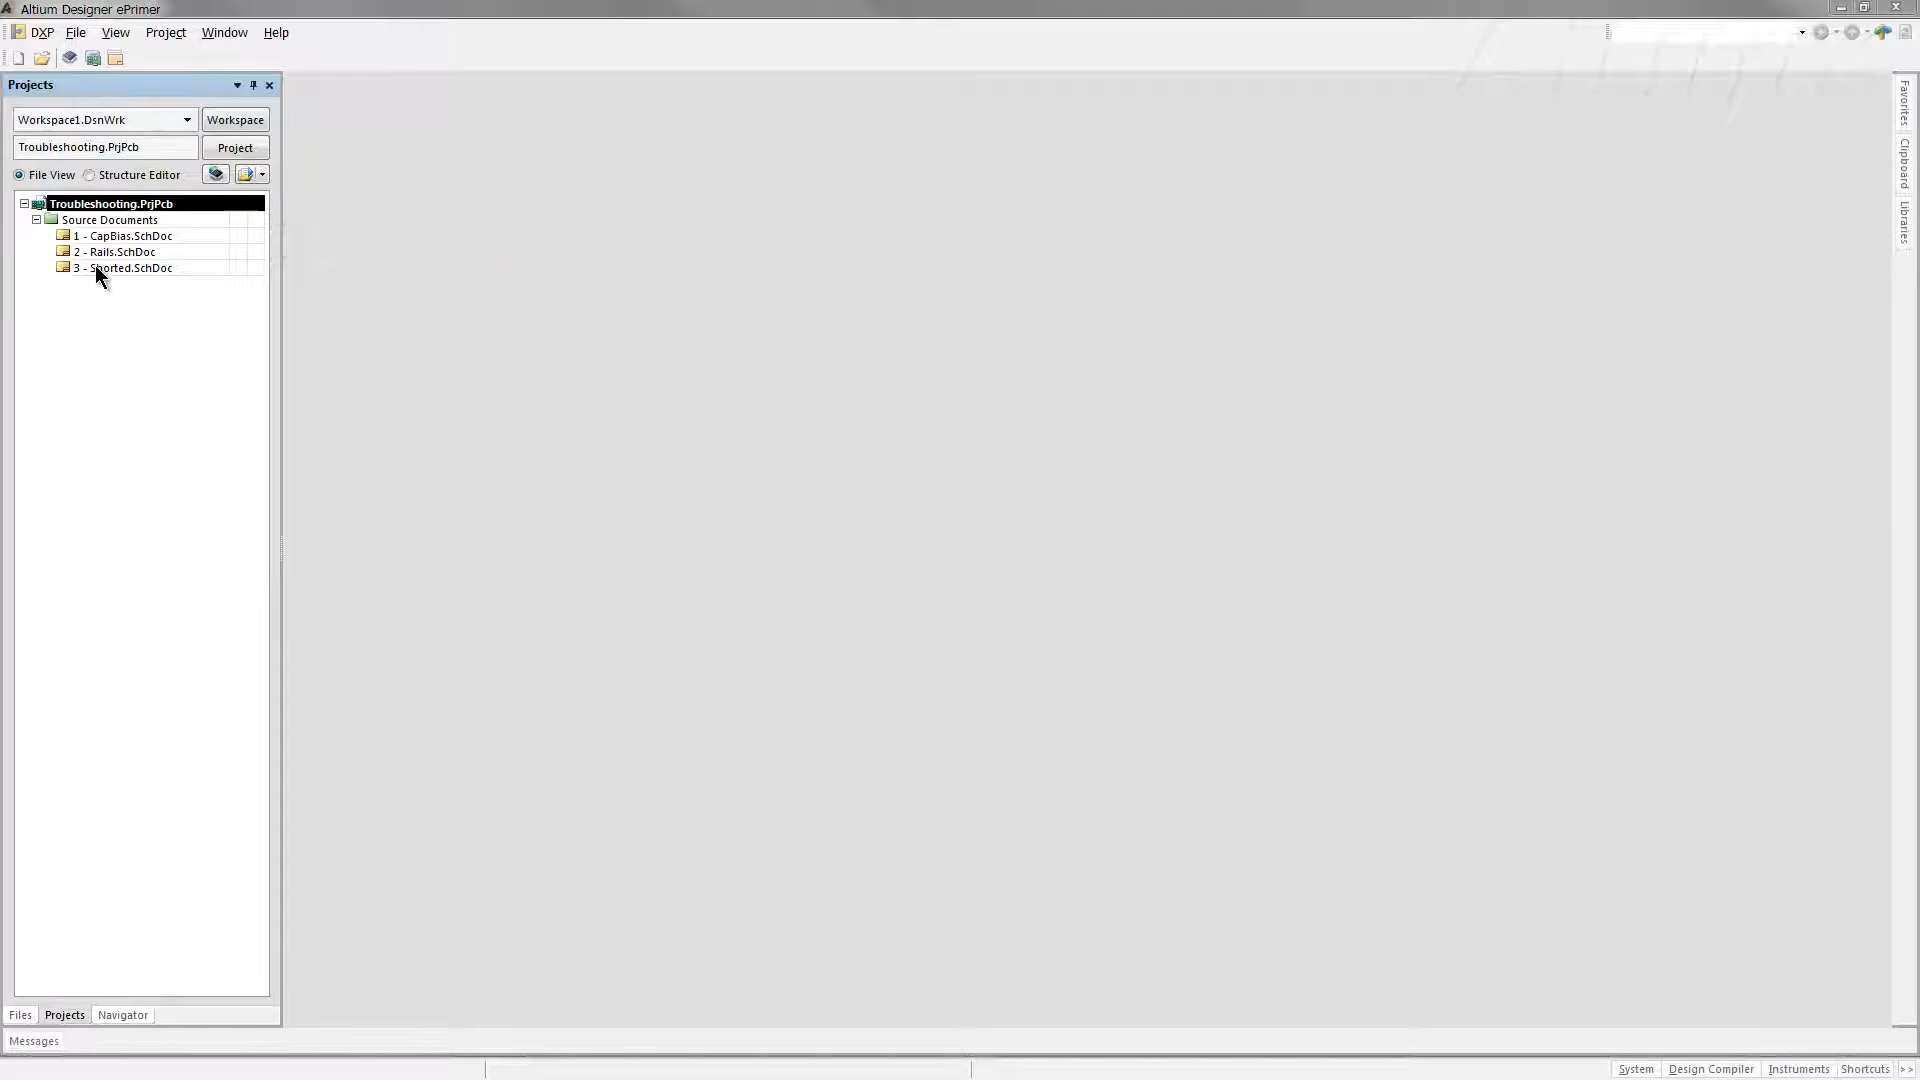 Altium Designer ePrimer
DXP File View Project Window Help
Projects
Workspace1.DsnWrk Workspace
Troubleshooting.PrjPcb Project
File View Structure Editor
Troubleshooting.PrjPcb
Source Documents
1 - CapBias.SchDoc
2 - Rails.SchDoc
3 - Shorted.SchDoc
Favorites
Clipboard
Libraries
Files Projects Navigator
Messages
System Design Compiler Instruments Shortcuts >>